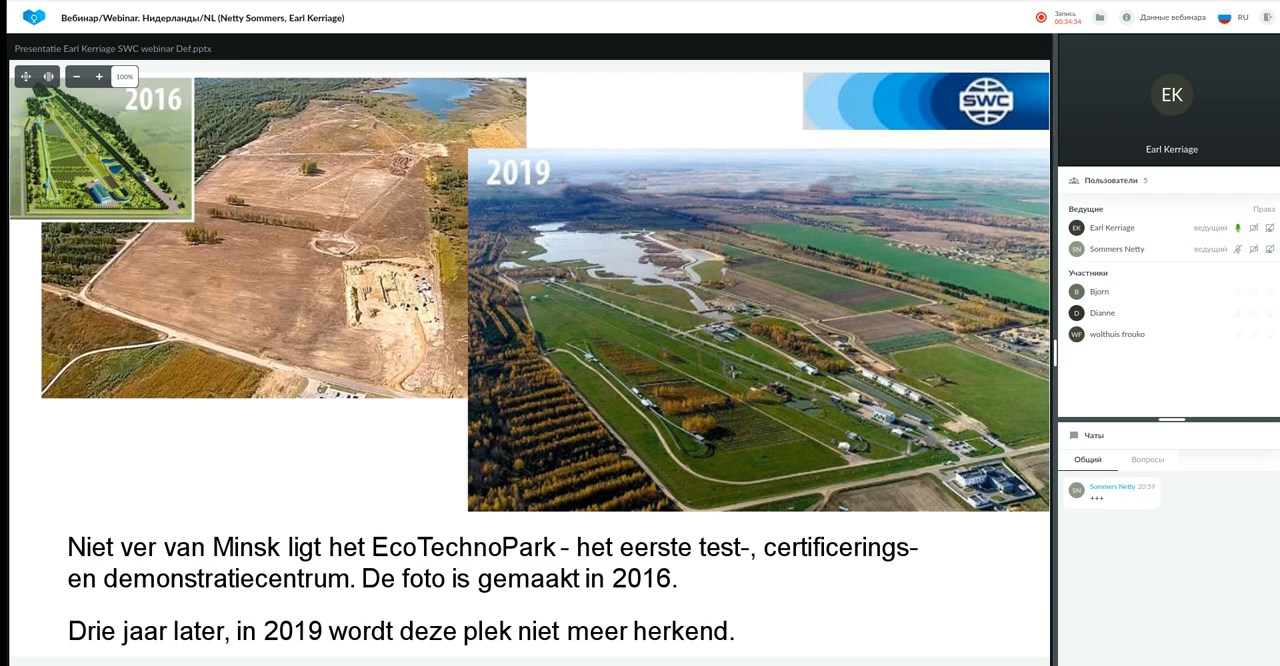 Вебинар/Webinar. Нидерланды/NL (Netty Sommers, Earl Kerriage)
Запись
00:34:34
Данные вебинара
RU
Presentatie Earl Kerriage SWC webinar Def.pptx
100%
2016
SWC
2019
Niet ver van Minsk ligt het EcoTechnoPark - het eerste test-, certificerings-
en demonstratiecentrum. De foto is gemaakt in 2016.
Drie jaar later, in 2019 wordt deze plek niet meer herkend.
EK
Earl Kerriage
Пользователи 5
Ведущие Права
EK Earl Kerriage ведущий
SN Sommers Netty ведущий
Участники
B Bjorn
D Dianne
WF wolthuis frouko
Чаты
Общий Вопросы
SN Sommers Netty 20:59
+++